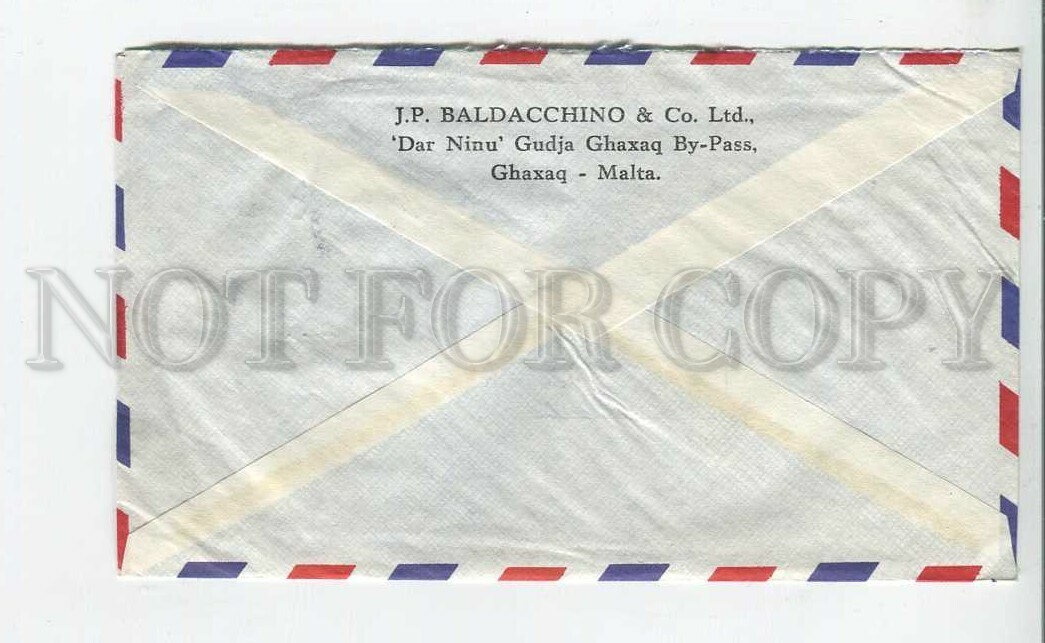 J.P. BALDACCHINO & Co. Ltd.,
‘Dar Ninu’ Gudja Ghaxaq By-Pass,
Ghaxaq - Malta.
NOT FOR COPY